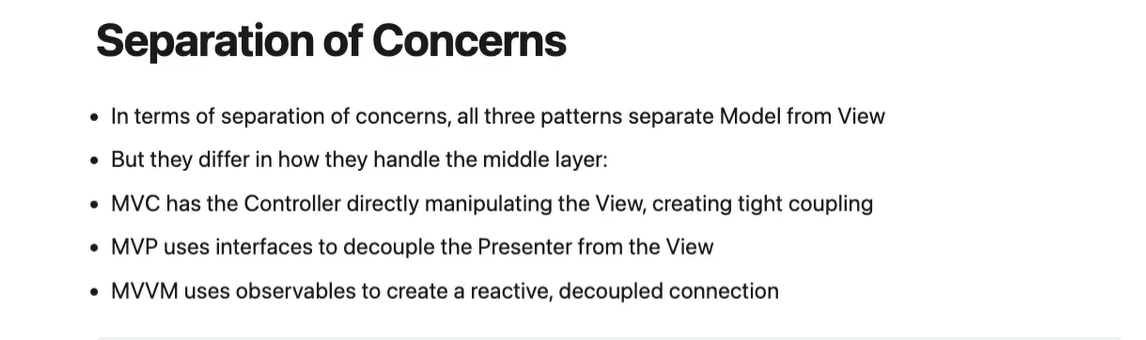 Separation of Concerns
• In terms of separation of concerns, all three patterns separate Model from View
• But they differ in how they handle the middle layer:
• MVC has the Controller directly manipulating the View, creating tight coupling
• MVP uses interfaces to decouple the Presenter from the View
• MVVM uses observables to create a reactive, decoupled connection